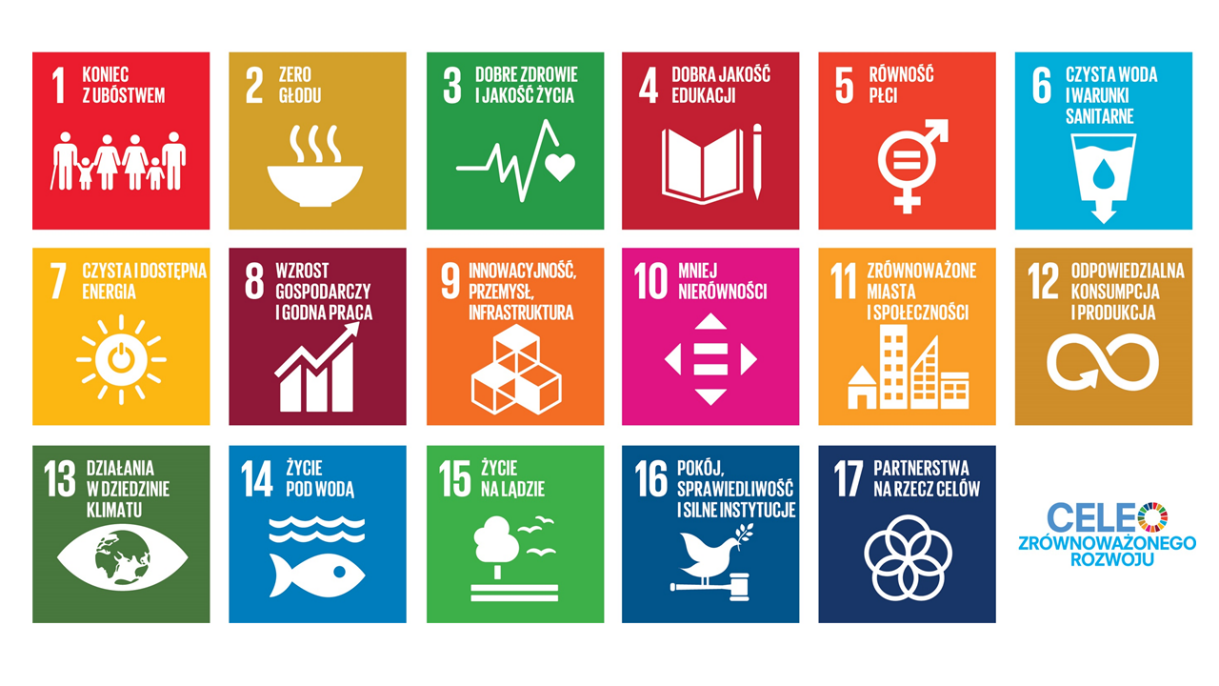 1 KONIEC
Z UBÓSTWEM
2 ZERO
GŁODU
3 DOBRE ZDROWIE
I JAKOŚĆ ŻYCIA
4 DOBRA JAKOŚĆ
EDUKACJI
5 RÓWNOŚĆ
PŁCI
6 CZYSTA WODA
I WARUNKI
SANITARNE
7 CZYSTA I DOSTĘPNA
ENERGIA
8 WZROST
GOSPODARCZY
I GODNA PRACA
9 INNOWACYJNOŚĆ,
PRZEMYSŁ,
INFRASTRUKTURA
10 MNIEJ
NIERÓWNOŚCI
11 ZRÓWNOWAŻONE
MIASTA
I SPOŁECZNOŚCI
12 ODPOWIEDZIALNA
KONSUMPCJA
I PRODUKCJA
13 DZIAŁANIA
W DZIEDZINIE
KLIMATU
14 ŻYCIE
POD WODĄ
15 ŻYCIE
NA LĄDZIE
16 POKÓJ,
SPRAWIEDLIWOŚĆ
I SILNE INSTYTUCJE
17 PARTNERSTWA
NA RZECZ CELÓW
CELE
ZRÓWNOWAŻONEGO
ROZWOJU